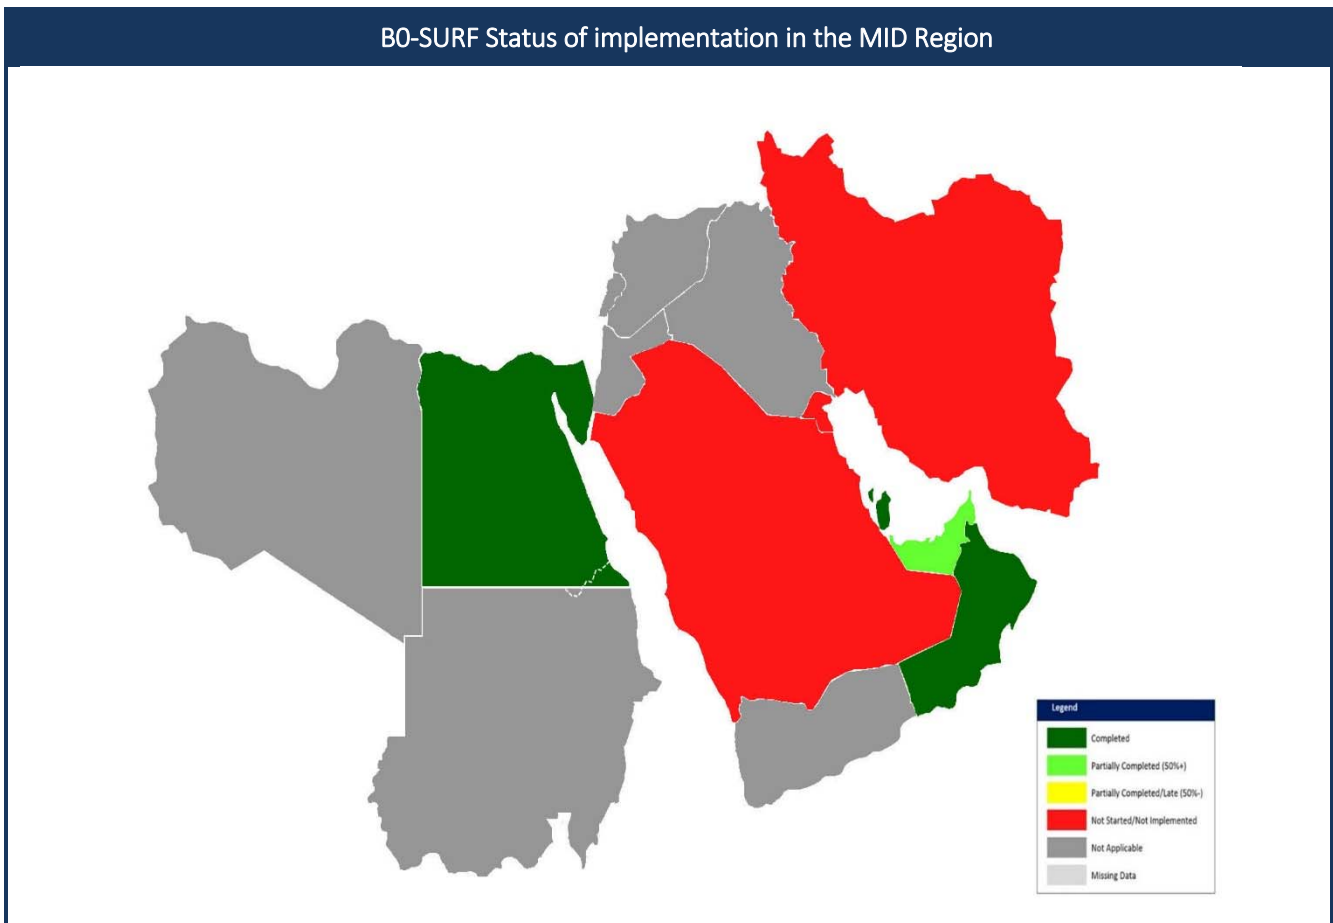 B0-SURF Status of implementation in the MID Region
Legend
Completed
Partially Completed (50%+)
Partially Completed/Late (50%-)
Not Started/Not Implemented
Not Applicable
Missing Data